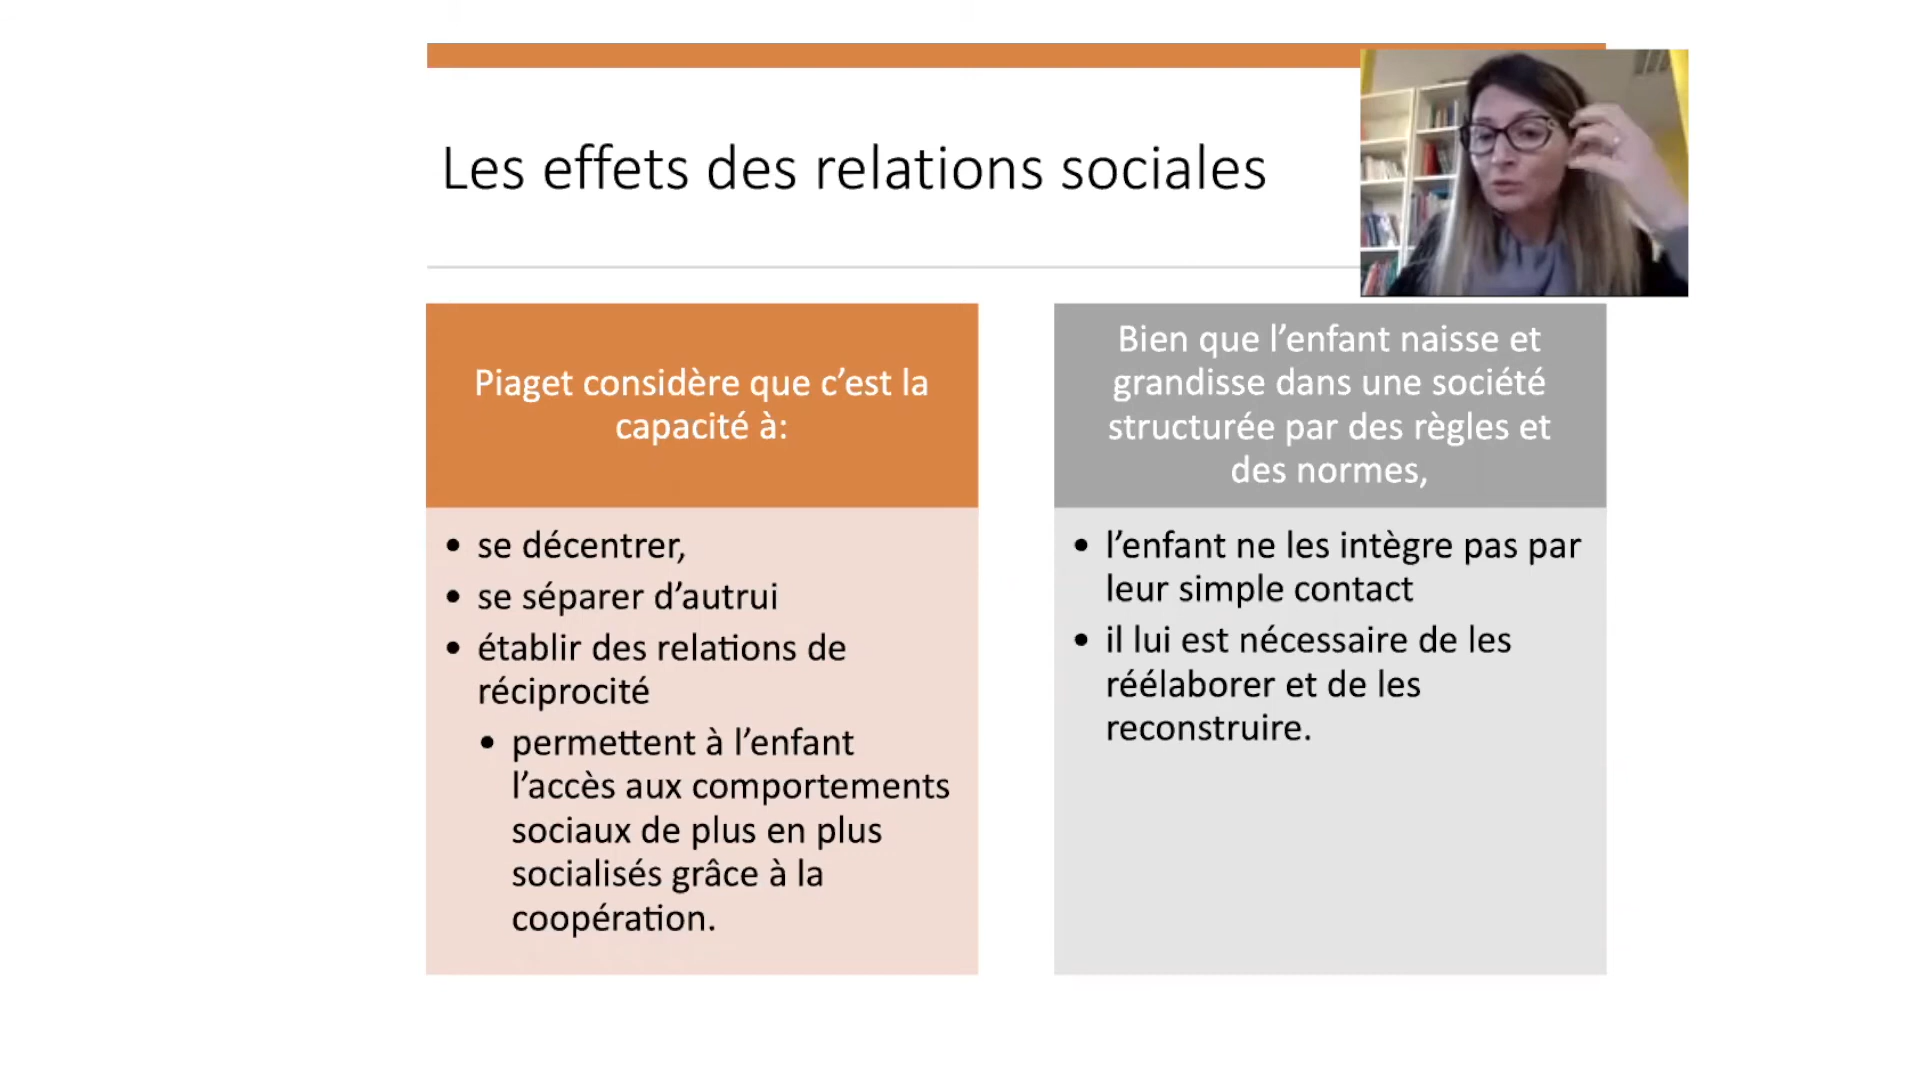 Les effets des relations sociales
Piaget considère que c’est la
capacité à:
• se décentrer,
• se séparer d’autrui
• établir des relations de
réciprocité
• permettent à l’enfant
l’accès aux comportements
sociaux de plus en plus
socialisés grâce à la
coopération.
Bien que l’enfant naisse et
grandisse dans une société
structurée par des règles et
des normes,
• l’enfant ne les intègre pas par
leur simple contact
• il lui est nécessaire de les
réélaborer et de les
reconstruire.